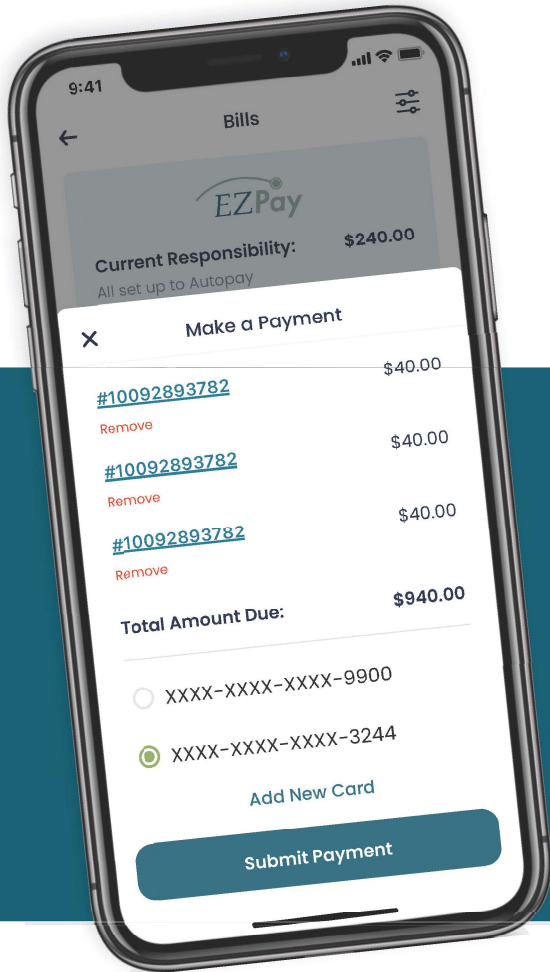 9:41
Bills
EZPay
Current Responsibility: $240.00
All set up to Autopay
Make a Payment
#10092893782 $40.00
Remove
#10092893782 $40.00
Remove
#10092893782 $40.00
Remove
Total Amount Due: $940.00
XXXX-XXXX-XXXX-9900
XXXX-XXXX-XXXX-3244
Add New Card
Submit Payment